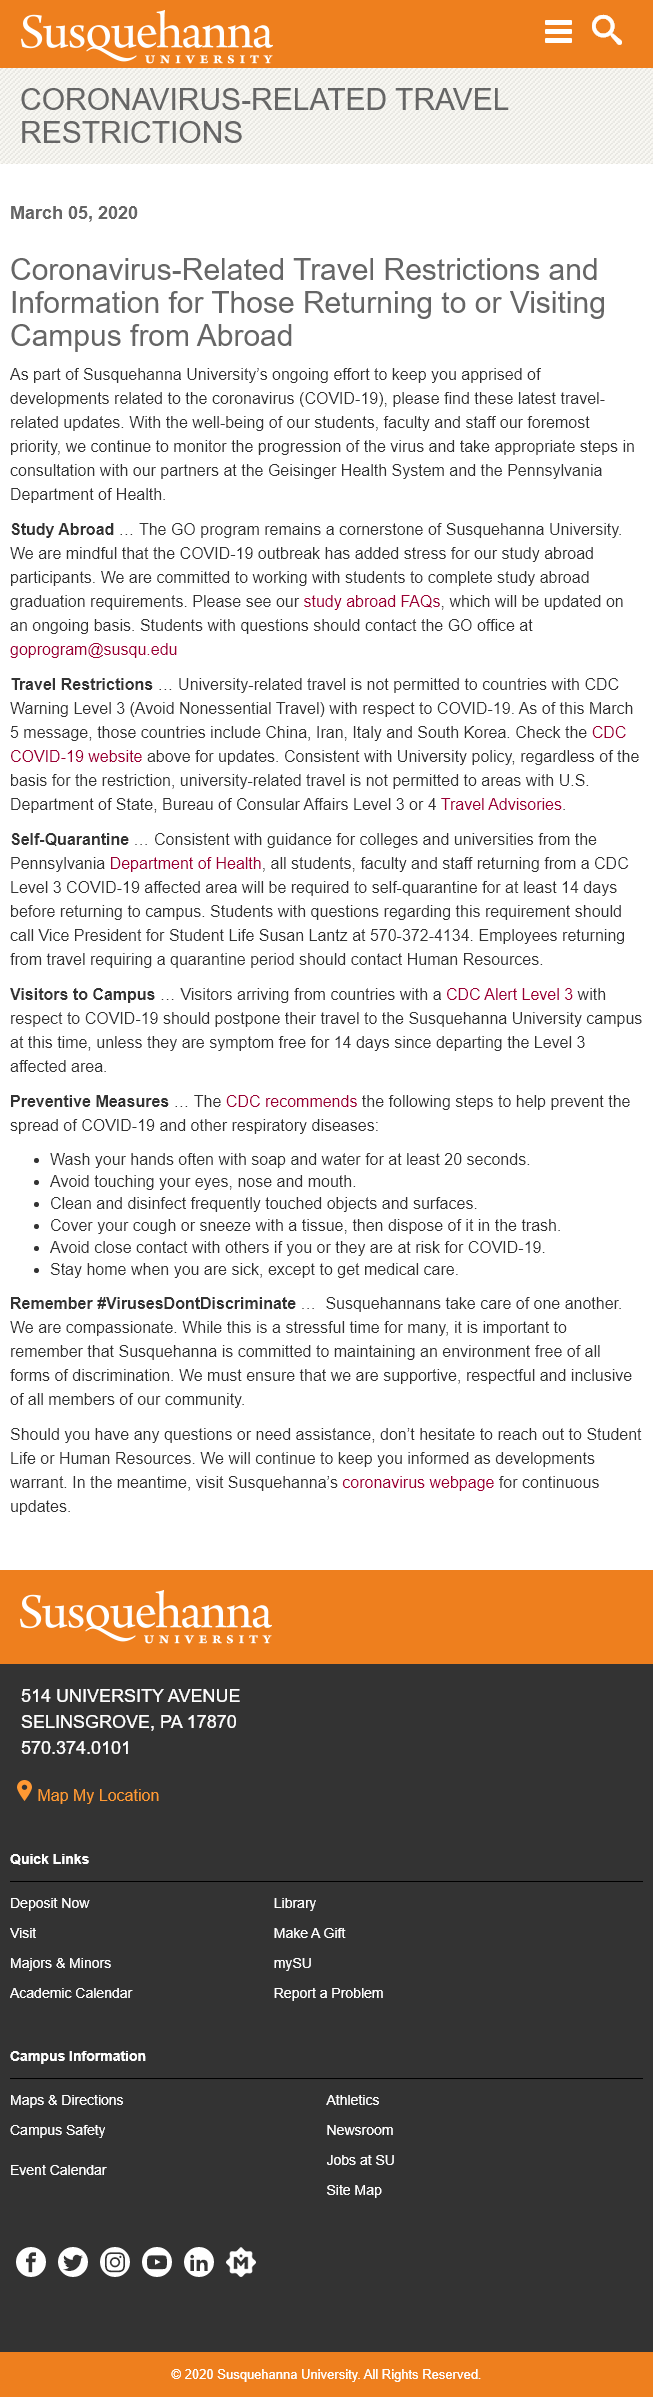 Susquehanna
UNIVERSITY
CORONAVIRUS-RELATED TRAVEL
RESTRICTIONS
March 05, 2020
Coronavirus-Related Travel Restrictions and
Information for Those Returning to or Visiting
Campus from Abroad
As part of Susquehanna University’s ongoing effort to keep you apprised of
developments related to the coronavirus (COVID-19), please find these latest travel-
related updates. With the well-being of our students, faculty and staff our foremost
priority, we continue to monitor the progression of the virus and take appropriate steps in
consultation with our partners at the Geisinger Health System and the Pennsylvania
Department of Health.
Study Abroad … The GO program remains a cornerstone of Susquehanna University.
We are mindful that the COVID-19 outbreak has added stress for our study abroad
participants. We are committed to working with students to complete study abroad
graduation requirements. Please see our study abroad FAQs, which will be updated on
an ongoing basis. Students with questions should contact the GO office at
goprogram@susqu.edu
Travel Restrictions … University-related travel is not permitted to countries with CDC
Warning Level 3 (Avoid Nonessential Travel) with respect to COVID-19. As of this March
5 message, those countries include China, Iran, Italy and South Korea. Check the CDC
COVID-19 website above for updates. Consistent with University policy, regardless of the
basis for the restriction, university-related travel is not permitted to areas with U.S.
Department of State, Bureau of Consular Affairs Level 3 or 4 Travel Advisories.
Self-Quarantine … Consistent with guidance for colleges and universities from the
Pennsylvania Department of Health, all students, faculty and staff returning from a CDC
Level 3 COVID-19 affected area will be required to self-quarantine for at least 14 days
before returning to campus. Students with questions regarding this requirement should
call Vice President for Student Life Susan Lantz at 570-372-4134. Employees returning
from travel requiring a quarantine period should contact Human Resources.
Visitors to Campus … Visitors arriving from countries with a CDC Alert Level 3 with
respect to COVID-19 should postpone their travel to the Susquehanna University campus
at this time, unless they are symptom free for 14 days since departing the Level 3
affected area.
Preventive Measures … The CDC recommends the following steps to help prevent the
spread of COVID-19 and other respiratory diseases:
• Wash your hands often with soap and water for at least 20 seconds.
• Avoid touching your eyes, nose and mouth.
• Clean and disinfect frequently touched objects and surfaces.
• Cover your cough or sneeze with a tissue, then dispose of it in the trash.
• Avoid close contact with others if you or they are at risk for COVID-19.
• Stay home when you are sick, except to get medical care.
Remember #VirusesDontDiscriminate … Susquehannans take care of one another.
We are compassionate. While this is a stressful time for many, it is important to
remember that Susquehanna is committed to maintaining an environment free of all
forms of discrimination. We must ensure that we are supportive, respectful and inclusive
of all members of our community.
Should you have any questions or need assistance, don’t hesitate to reach out to Student
Life or Human Resources. We will continue to keep you informed as developments
warrant. In the meantime, visit Susquehanna’s coronavirus webpage for continuous
updates.
Susquehanna
UNIVERSITY
514 UNIVERSITY AVENUE
SELINSGROVE, PA 17870
570.374.0101
Map My Location
Quick Links
Deposit Now
Visit
Majors & Minors
Academic Calendar
Library
Make A Gift
mySU
Report a Problem
Campus Information
Maps & Directions
Campus Safety
Event Calendar
Athletics
Newsroom
Jobs at SU
Site Map
© 2020 Susquehanna University. All Rights Reserved.